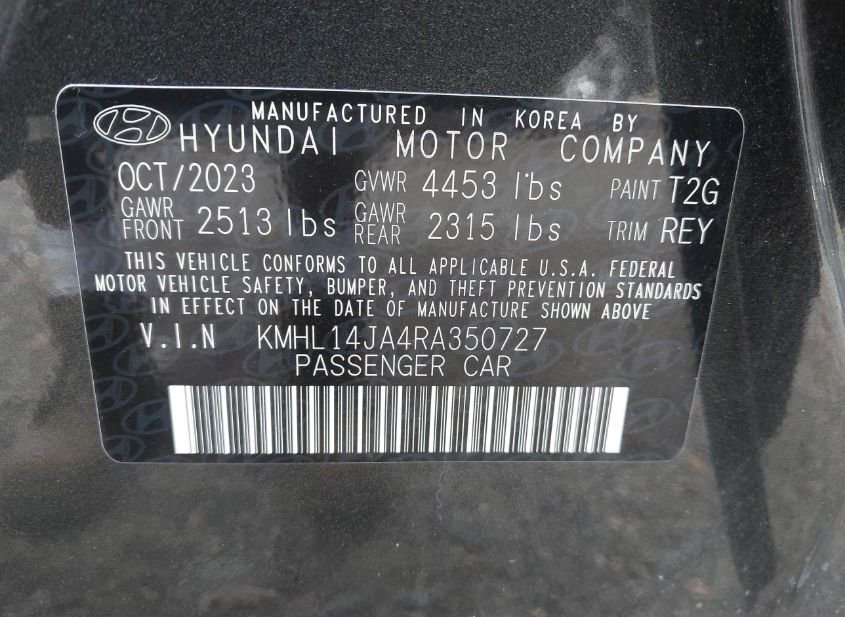 MANUFACTURED IN KOREA BY
HYUNDAI MOTOR COMPANY
OCT/2023 GVWR 4453 lbs PAINT T2G
GAWR FRONT 2513 lbs GAWR REAR 2315 lbs TRIM REY
THIS VEHICLE CONFORMS TO ALL APPLICABLE U.S.A. FEDERAL
MOTOR VEHICLE SAFETY, BUMPER, AND THEFT PREVENTION STANDARDS
IN EFFECT ON THE DATE OF MANUFACTURE SHOWN ABOVE
V.I.N KMHL14JA4RA350727
PASSENGER CAR